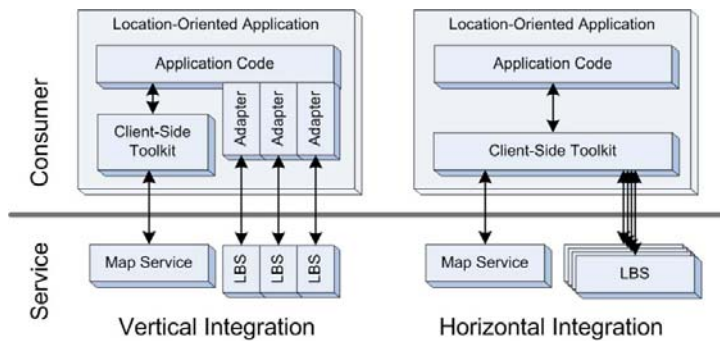 Location-Oriented Application
Application Code
Client-Side
Toolkit
Adapter
Adapter
Adapter
Map Service
LBS
LBS
LBS
Vertical Integration
Location-Oriented Application
Application Code
Client-Side Toolkit
Map Service
LBS
Horizontal Integration
Consumer
Service